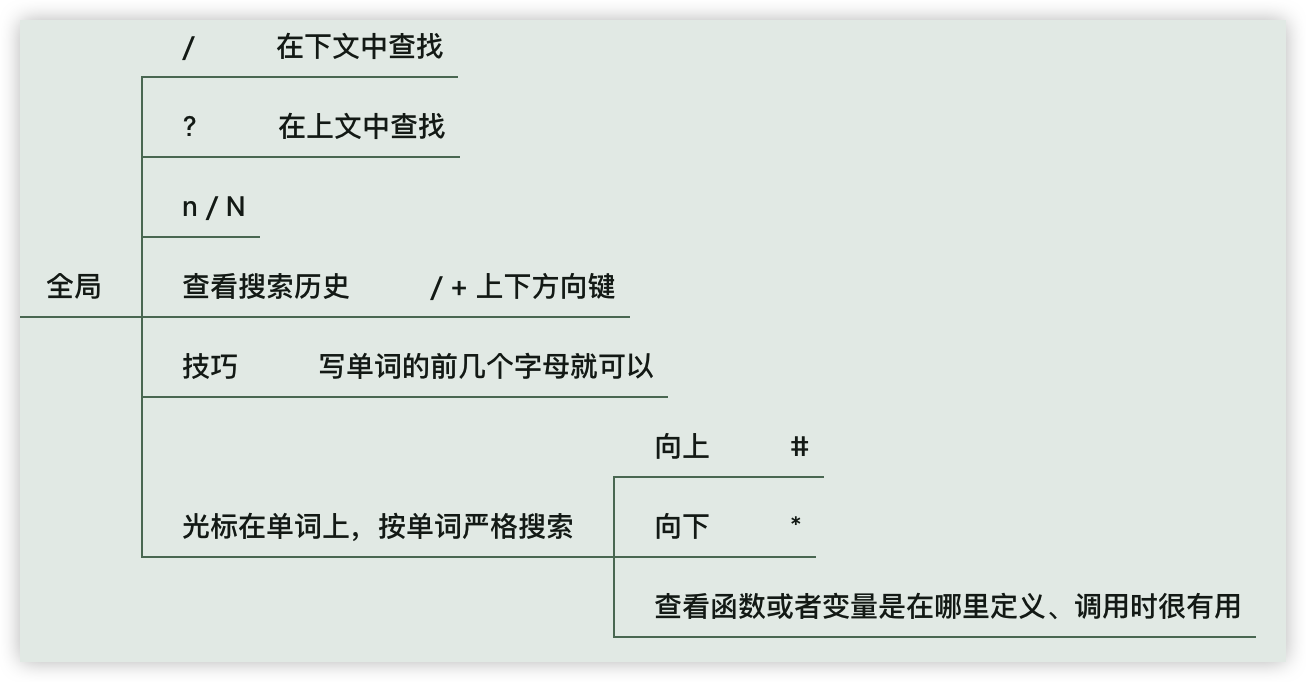 / 在下文中查找
? 在上文中查找
n / N
全局 查看搜索历史 / + 上下方向键
技巧 写单词的前几个字母就可以
向上 #
光标在单词上，按单词严格搜索 向下 *
查看函数或者变量是在哪里定义、调用时很有用